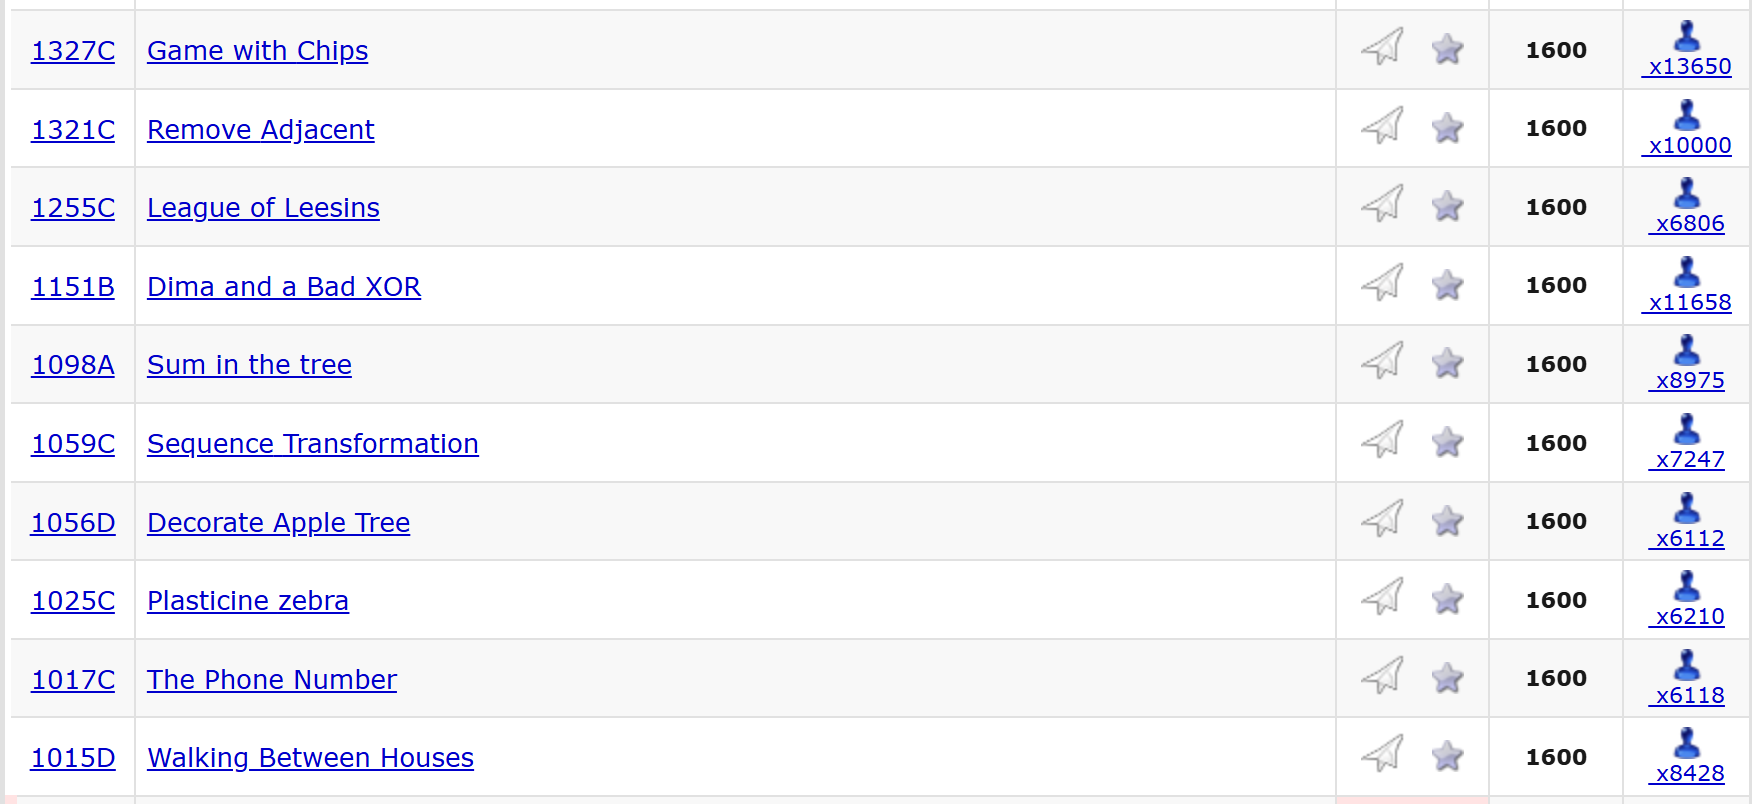 1327C Game with Chips 1600 x13650
1321C Remove Adjacent 1600 x10000
1255C League of Leesins 1600 x6806
1151B Dima and a Bad XOR 1600 x11658
1098A Sum in the tree 1600 x8975
1059C Sequence Transformation 1600 x7247
1056D Decorate Apple Tree 1600 x6112
1025C Plasticine zebra 1600 x6210
1017C The Phone Number 1600 x6118
1015D Walking Between Houses 1600 x8428